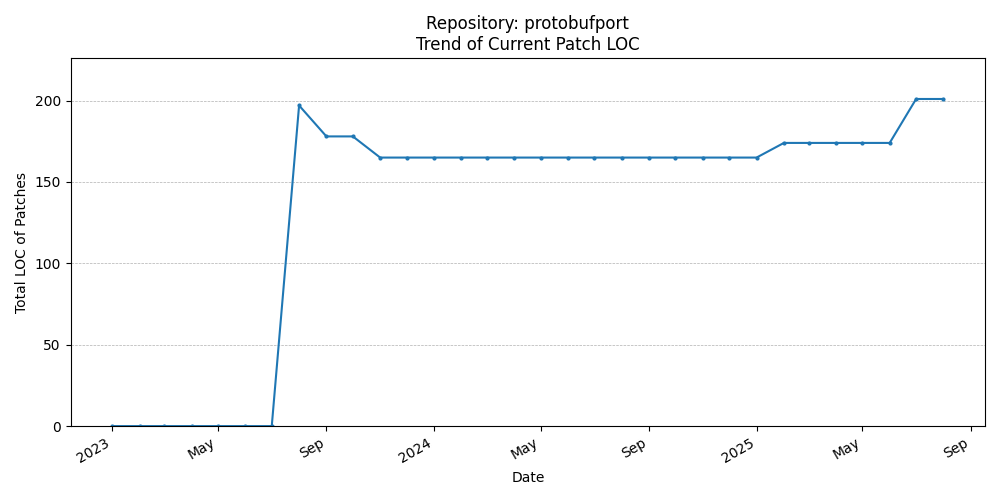 Repository: protobufport
Trend of Current Patch LOC
Total LOC of Patches
200
150
100
50
0
2023
May
Sep
2024
May
Sep
2025
May
Sep
Date